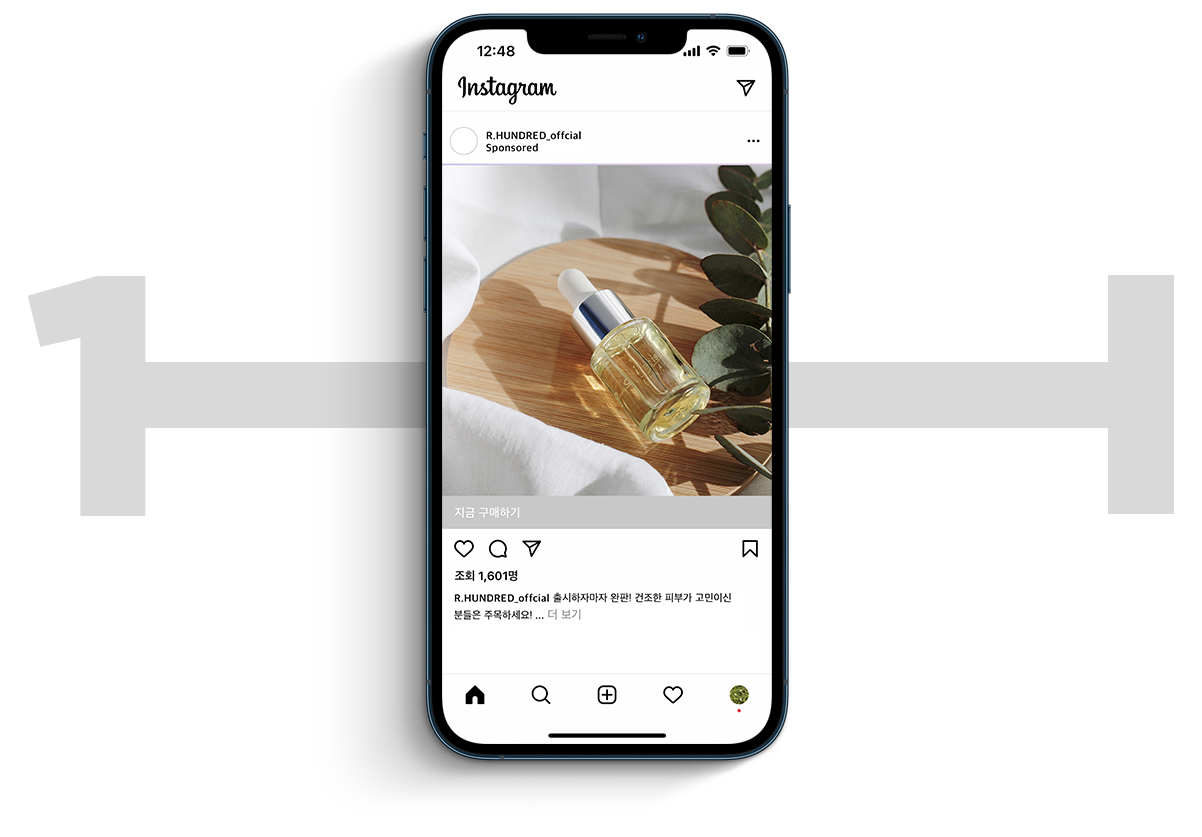 12:48
Instagram
R.HUNDRED_offcial
Sponsored
지금 구매하기
조회 1,601명
R.HUNDRED_offcial 출시하자마자 완판! 건조한 피부가 고민이신
분들은 주목하세요! ... 더 보기